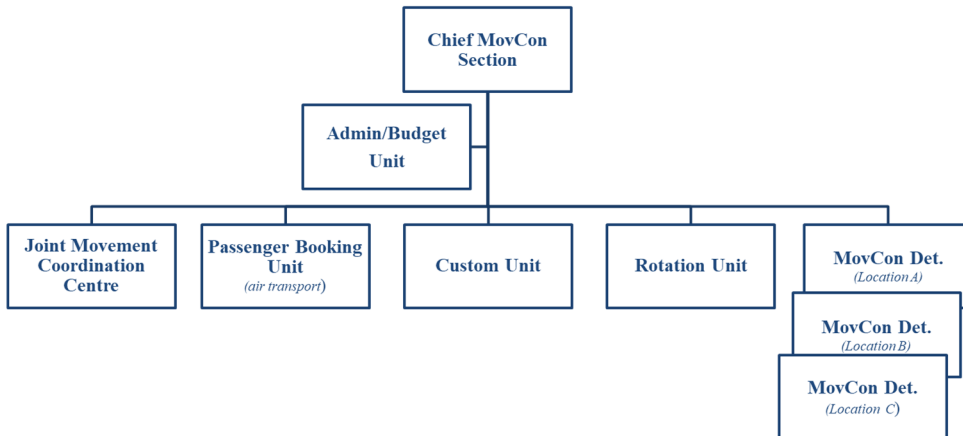 Chief MovCon
Section
Admin/Budget
Unit
Joint Movement
Coordination
Centre
Passenger Booking
Unit
(air transport)
Custom Unit
Rotation Unit
MovCon Det.
(Location A)
MovCon Det.
(Location B)
MovCon Det.
(Location C)